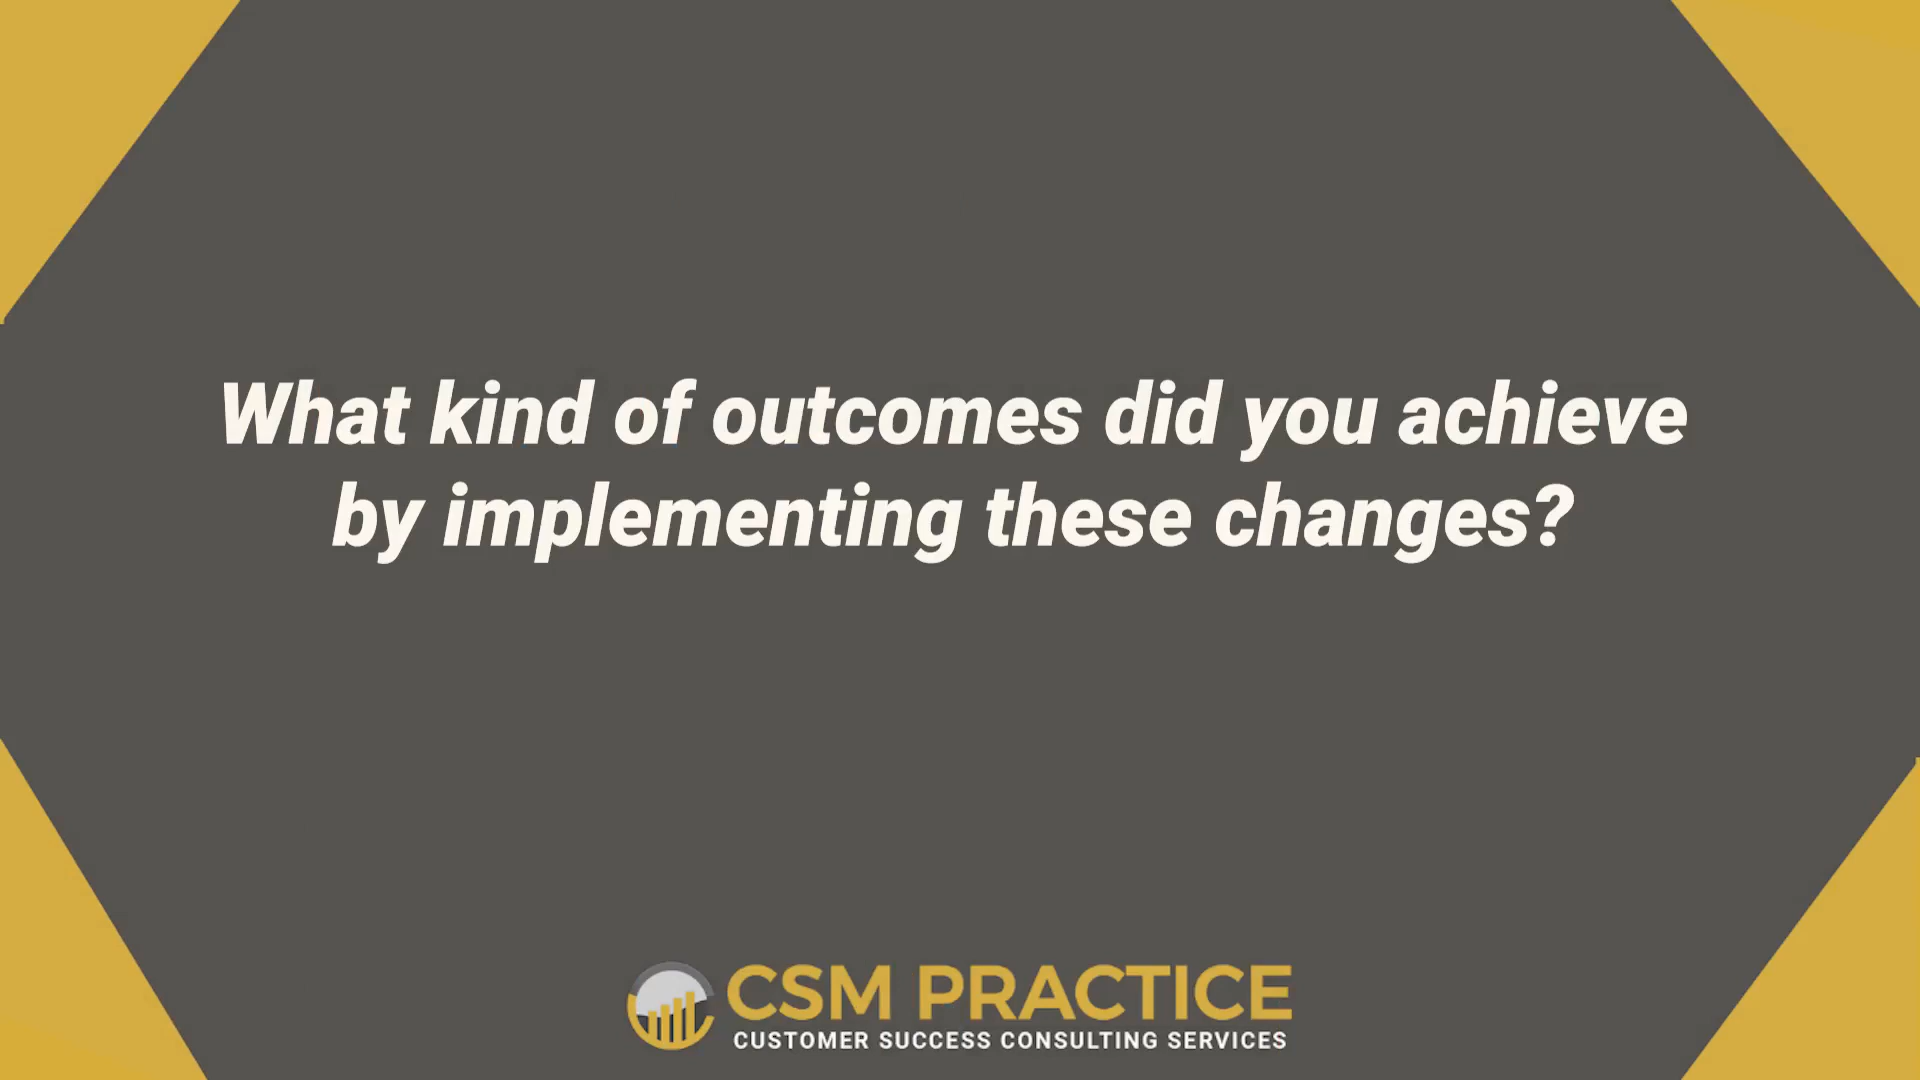 What kind of outcomes did you achieve
by implementing these changes?
CSM PRACTICE
CUSTOMER SUCCESS CONSULTING SERVICES